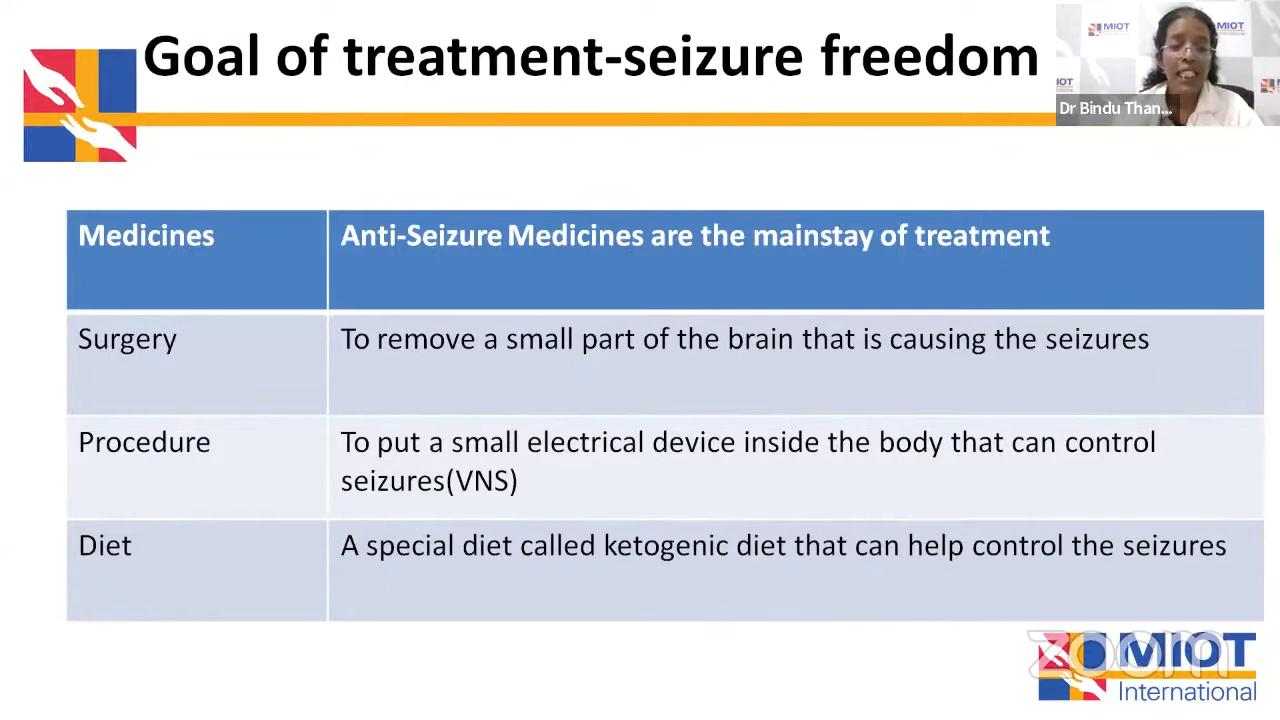 Goal of treatment-seizure freedom
MIOT
MIOT
MIOT
Dr Bindu Than...
Medicines
Anti-Seizure Medicines are the mainstay of treatment
Surgery
To remove a small part of the brain that is causing the seizures
Procedure
To put a small electrical device inside the body that can control
seizures(VNS)
Diet
A special diet called ketogenic diet that can help control the seizures
zoom
MIOT
International